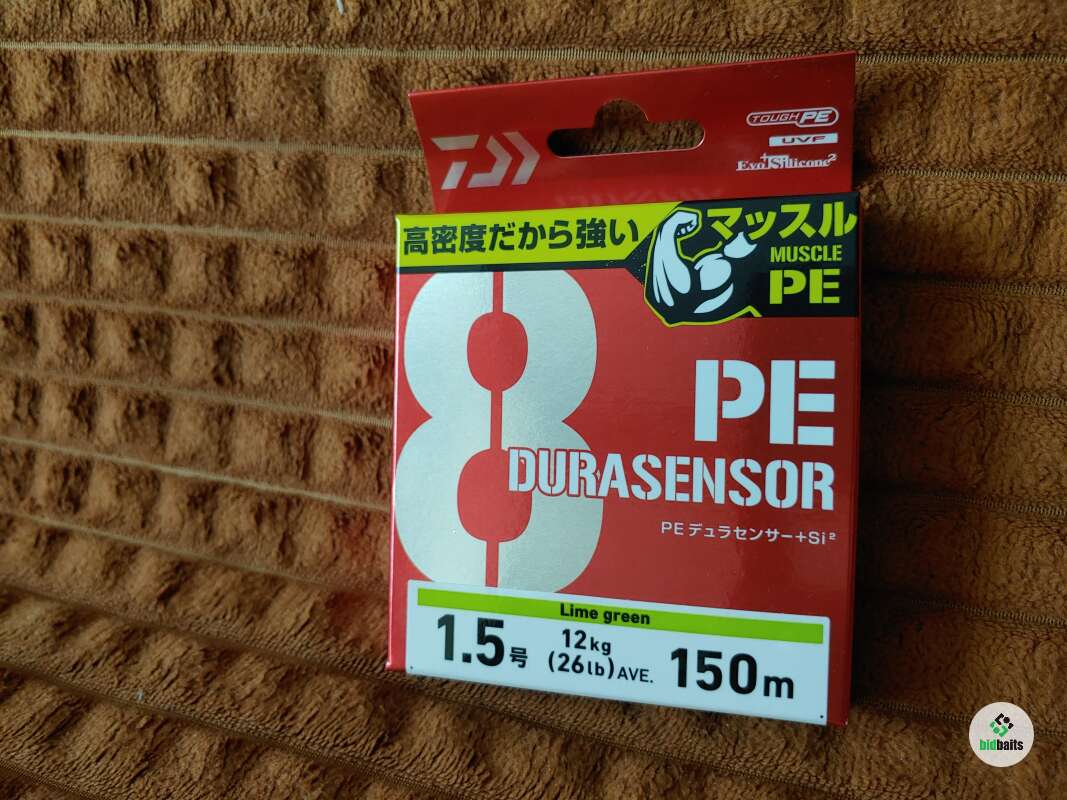 TOUGH PE
UVF
Evo+Silicone²
高密度だから強い
マッスル
MUSCLE
PE
8
PE
DURASENSOR
PEデュラセンサー+Si²
Lime green
1.5号 12kg (26lb)AVE. 150m
bidbaits